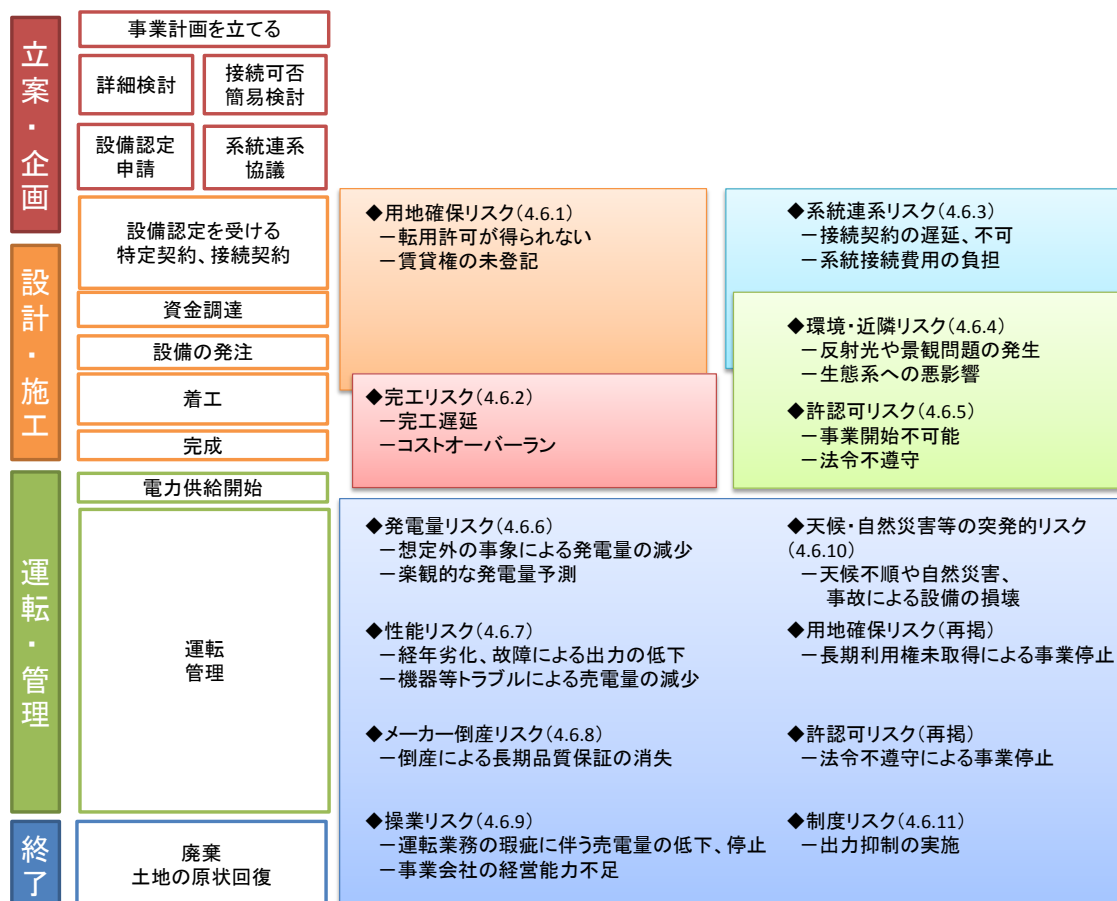 立案・企画
事業計画を立てる
詳細検討
接続可否
簡易検討
設備認定
申請
系統連系
協議
設計・施工
設備認定を受ける
特定契約、接続契約
資金調達
設備の発注
着工
完成
◆用地確保リスク(4.6.1)
－転用許可が得られない
－賃貸権の未登記
◆系統連系リスク(4.6.3)
－接続契約の遅延、不可
－系統接続費用の負担
◆環境・近隣リスク(4.6.4)
－反射光や景観問題の発生
－生態系への悪影響
◆許認可リスク(4.6.5)
－事業開始不可能
－法令不遵守
◆完工リスク(4.6.2)
－完工遅延
－コストオーバーラン
運転・管理
電力供給開始
運転
管理
◆発電量リスク(4.6.6)
－想定外の事象による発電量の減少
－楽観的な発電量予測
◆性能リスク(4.6.7)
－経年劣化、故障による出力の低下
－機器等トラブルによる売電量の減少
◆メーカー倒産リスク(4.6.8)
－倒産による長期品質保証の消失
◆操業リスク(4.6.9)
－運転業務の瑕疵に伴う売電量の低下、停止
－事業会社の経営能力不足
◆天候・自然災害等の突発的リスク
(4.6.10)
－天候不順や自然災害、
事故による設備の損壊
◆用地確保リスク(再掲)
－長期利用権未取得による事業停止
◆許認可リスク(再掲)
－法令不遵守による事業停止
◆制度リスク(4.6.11)
－出力抑制の実施
終了
廃棄
土地の原状回復